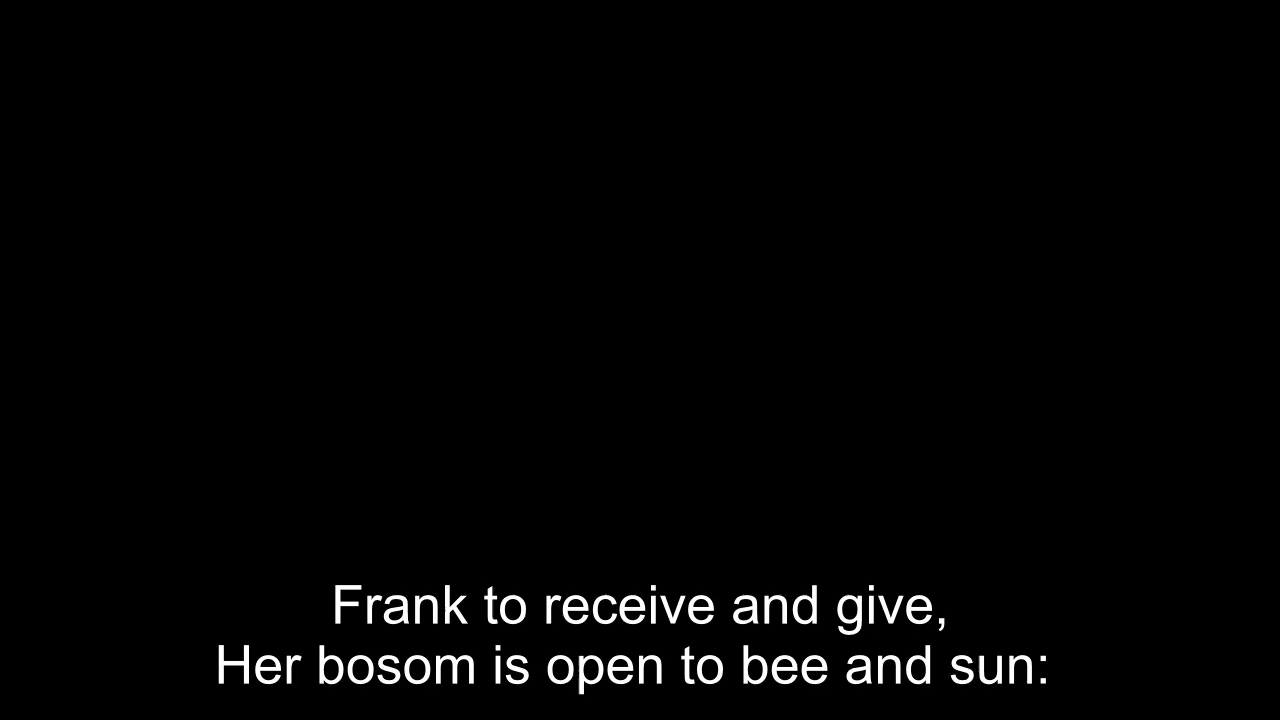 Frank to receive and give,
Her bosom is open to bee and sun: